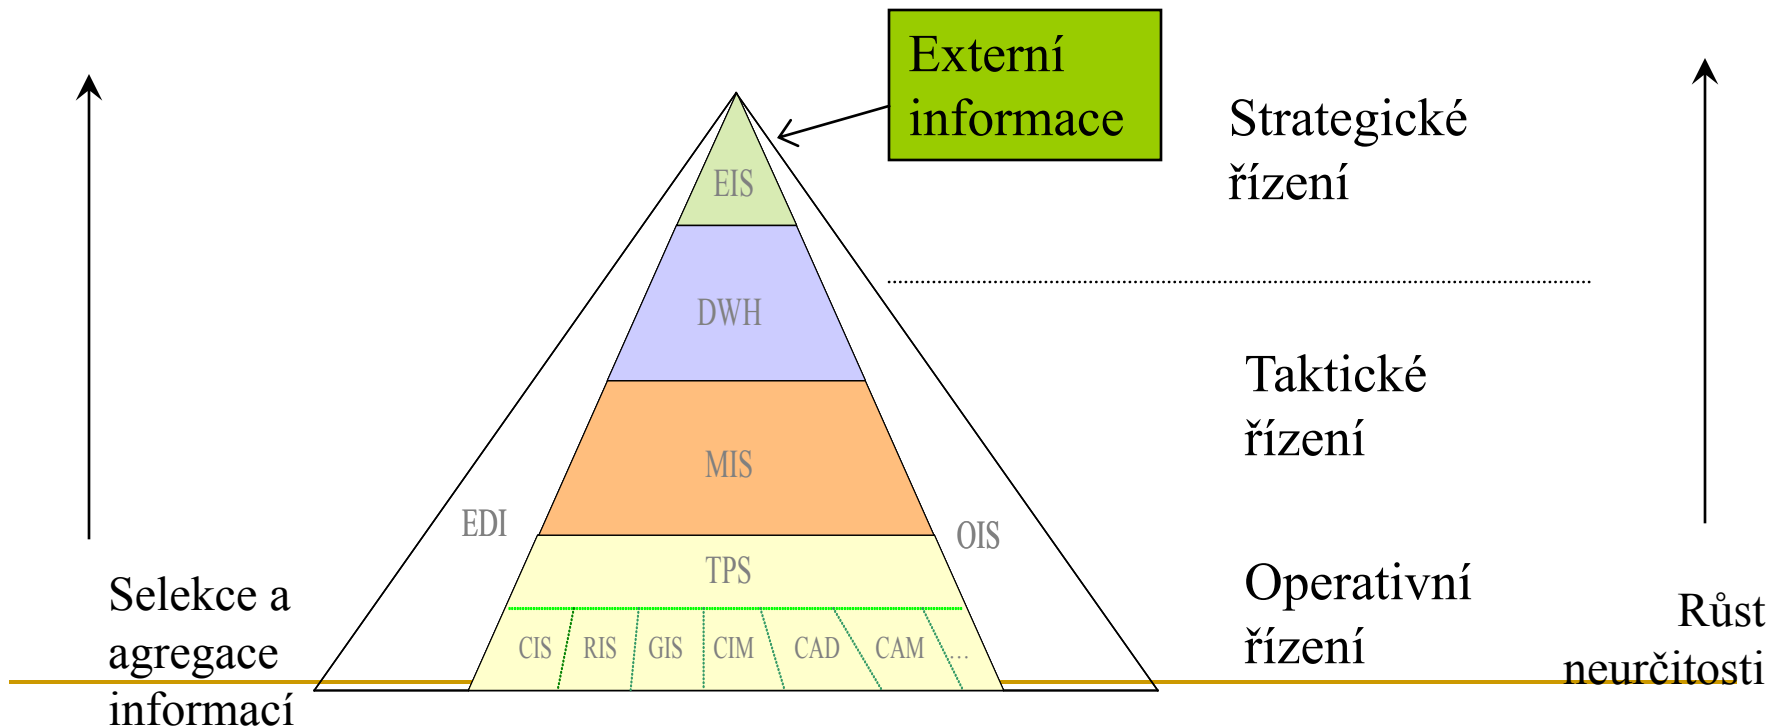 Externí
informace
Strategické
řízení
EIS
DWH
Taktické
řízení
MIS
EDI
OIS
TPS
Operativní
řízení
CIS RIS GIS CIM CAD CAM ...
Selekce a
agregace
informací
Růst
neurčitosti